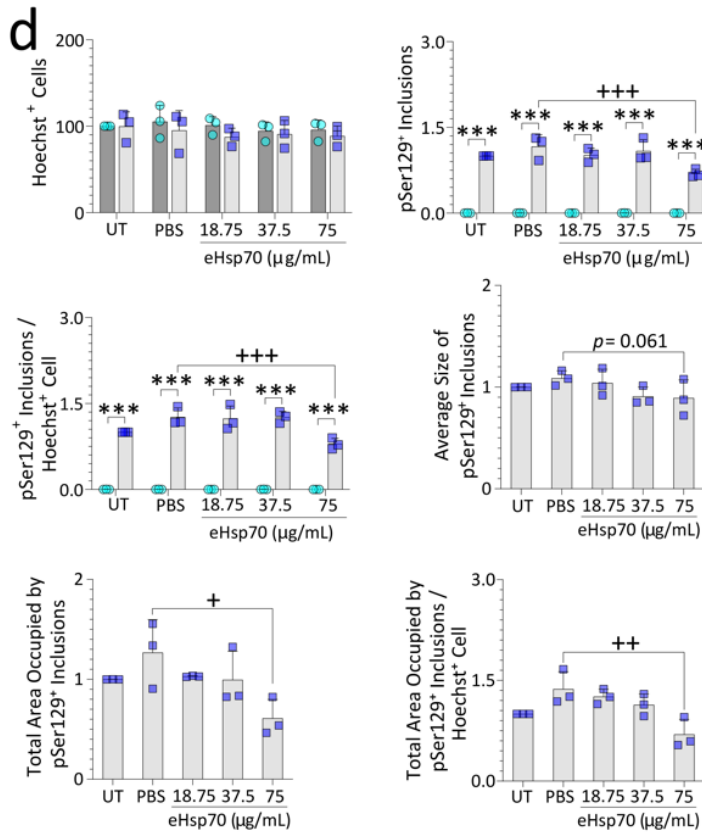 d
Hoechst + Cells
200
100
0
UT
PBS
18.75
37.5
75
eHsp70 (μg/mL)
pSer129+ Inclusions
3.0
1.5
0.0
***
***
***
***
***
+++
UT
PBS
18.75
37.5
75
eHsp70 (μg/mL)
pSer129+ Inclusions /
Hoechst+ Cell
3.0
1.5
0.0
***
***
***
***
***
+++
UT
PBS
18.75
37.5
75
eHsp70 (μg/mL)
Average Size of
pSer129+ Inclusions
2
1
0
p = 0.061
UT
PBS
18.75
37.5
75
eHsp70 (μg/mL)
Total Area Occupied by
pSer129+ Inclusions
2
1
0
+
UT
PBS
18.75
37.5
75
eHsp70 (μg/mL)
Total Area Occupied by
pSer129+ Inclusions /
Hoechst+ Cell
3.0
1.5
0.0
++
UT
PBS
18.75
37.5
75
eHsp70 (μg/mL)